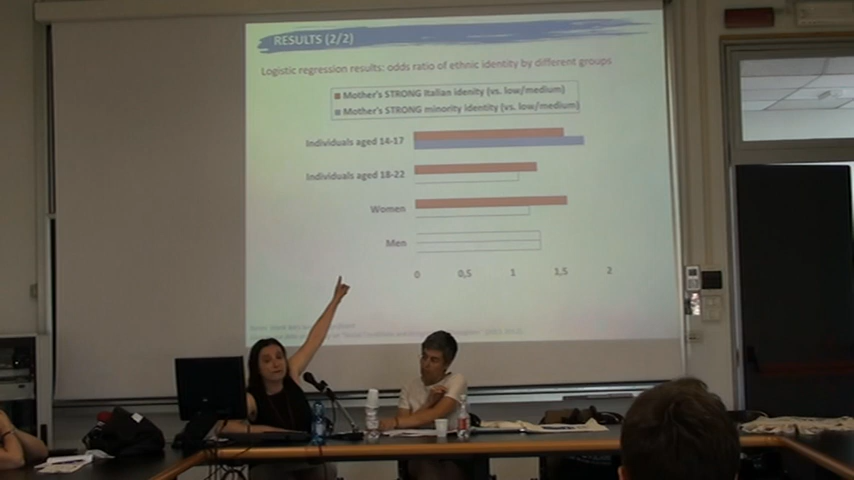 RESULTS (2/2)
Logistic regression results: odds ratio of ethnic identity by different groups
Mother's STRONG Italian idenity (vs. low/medium)
Mother's STRONG minority identity (vs. low/medium)
Individuals aged 14-17
Individuals aged 18-22
Women
Men
0 0,5 1 1,5 2